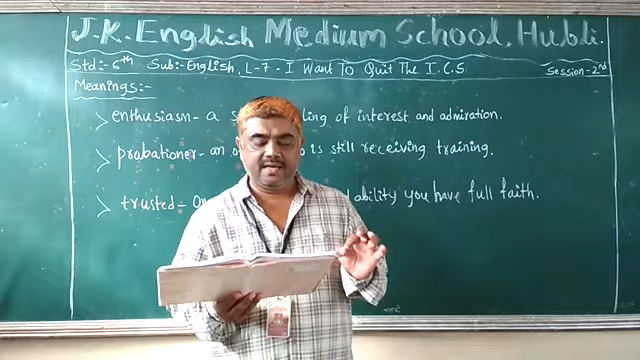 J.K. English Medium School, Hubli.
Std:- 6th Sub:- English, L-7 - I Want To Quit The I.C.S Session-2nd
Meanings:-
> enthusiasm - a s ling of interest and admiration.
> probationer - an o o is still receiving training.
> trusted - On ability you have full faith.